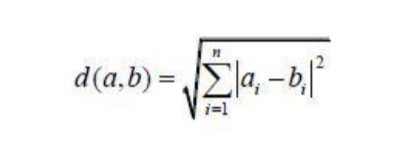 d(a,b) = √(∑_{i=1}^{n} |a_i − b_i|²)